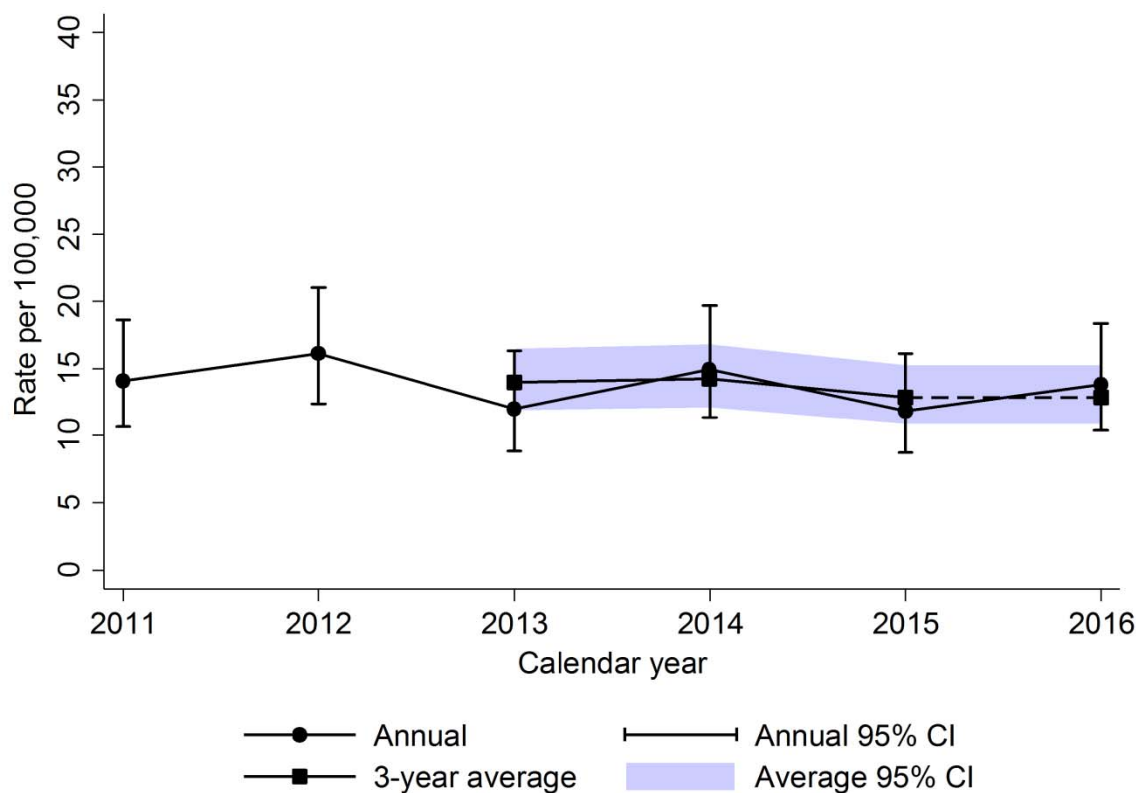 Rate per 100,000
40
35
30
25
20
15
10
5
0
2011 2012 2013 2014 2015 2016
Calendar year
Annual Annual 95% CI
3-year average Average 95% CI